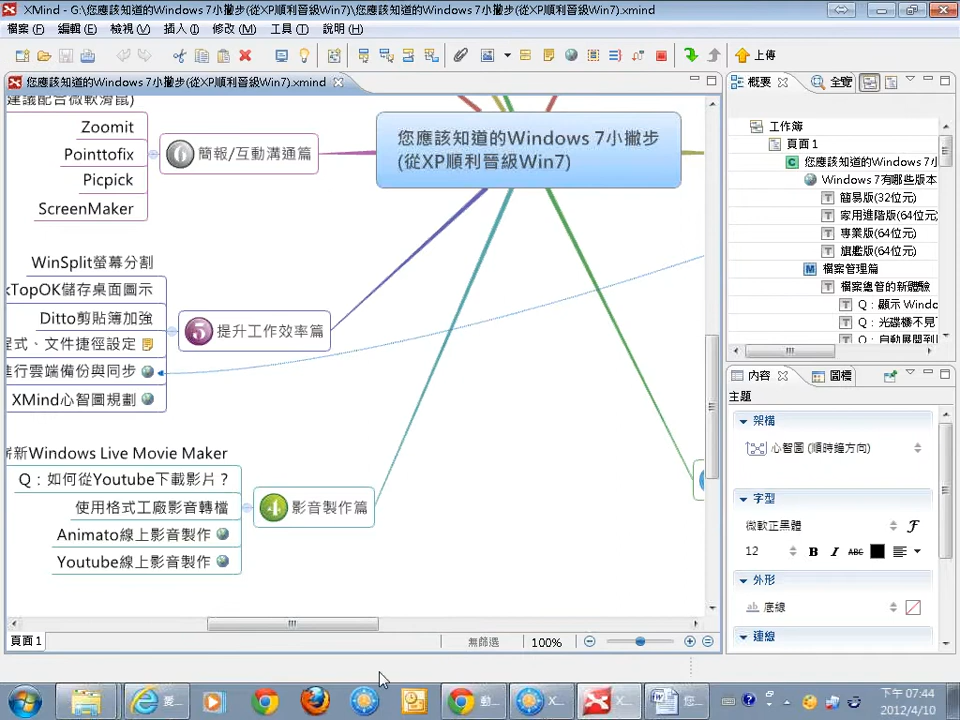 XMind - G:\您應該知道的Windows 7小撇步(從XP順利晉級Win7)\您應該知道的Windows 7小撇步(從XP順利晉級Win7).xmind
檔案(F) 編輯(E) 檢視(V) 插入(I) 修改(M) 工具(T) 說明(H)
上傳
您應該知道的Windows 7小撇步(從XP順利晉級Win7).xmind
建議配合微軟滑鼠)
Zoomit
Pointtofix
Picpick
ScreenMaker
6 簡報/互動溝通篇
您應該知道的Windows 7小撇步
(從XP順利晉級Win7)
WinSplit螢幕分割
kTopOK儲存桌面圖示
Ditto剪貼簿加強
程式、文件捷徑設定
進行雲端備份與同步
XMind心智圖規劃
5 提升工作效率篇
嶄新Windows Live Movie Maker
Q：如何從Youtube下載影片？
使用格式工廠影音轉檔
Animato線上影音製作
Youtube線上影音製作
4 影音製作篇
頁面 1
無篩選
100%
概要
全覽
工作簿
頁面 1
您應該知道的Windows 7小
Windows 7有哪些版本
簡易版(32位元)
家用進階版(64位元)
專業版(64位元)
旗艦版(64位元)
檔案管理篇
檔案總管的新體驗
Q：顯示 Windo
Q：光碟機不見
Q：自動展開到
內容
圖標
主題
架構
心智圖 (順時鐘方向)
字型
微軟正黑體
12
B I ABC
外形
底線
連線
愛...
動...
X...
X...
您...
下午 07:44
2012/4/10